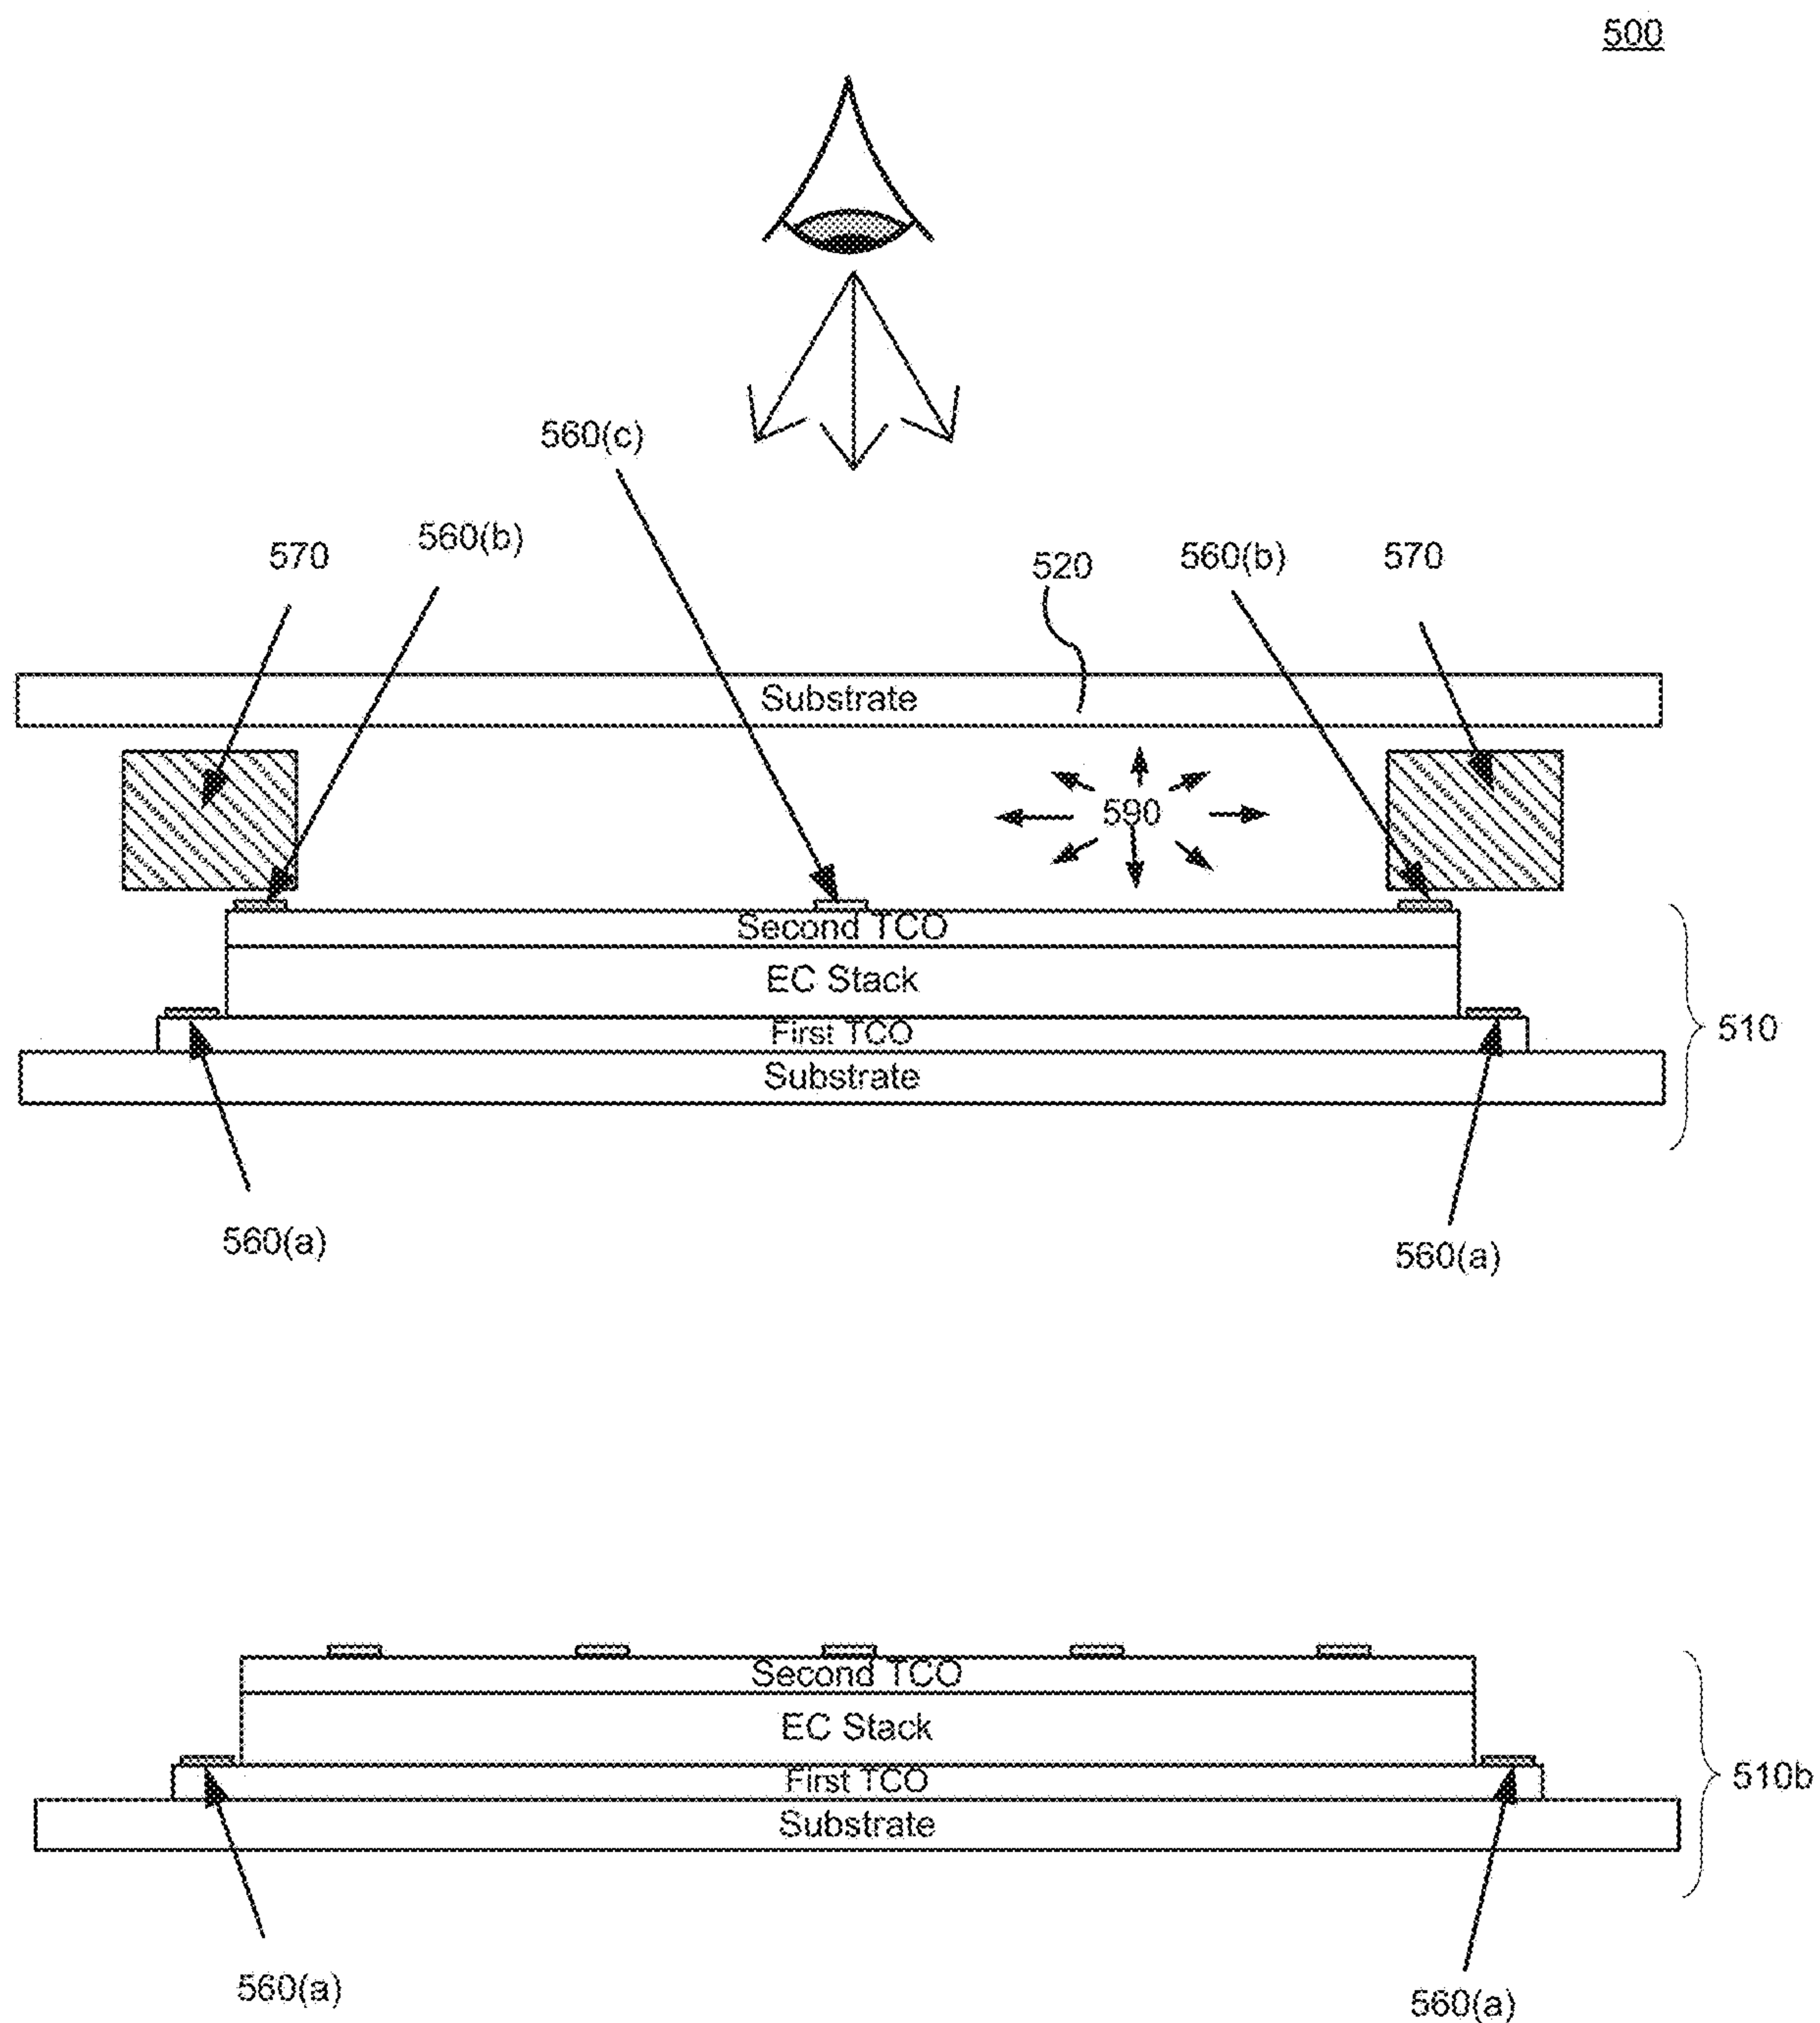 500
560(c)
560(b)
570
520
560(b)
570
Substrate
590
Second TCO
EC Stack
First TCO
510
Substrate
560(a)
560(a)
Second TCO
EC Stack
First TCO
510b
Substrate
560(a)
560(a)